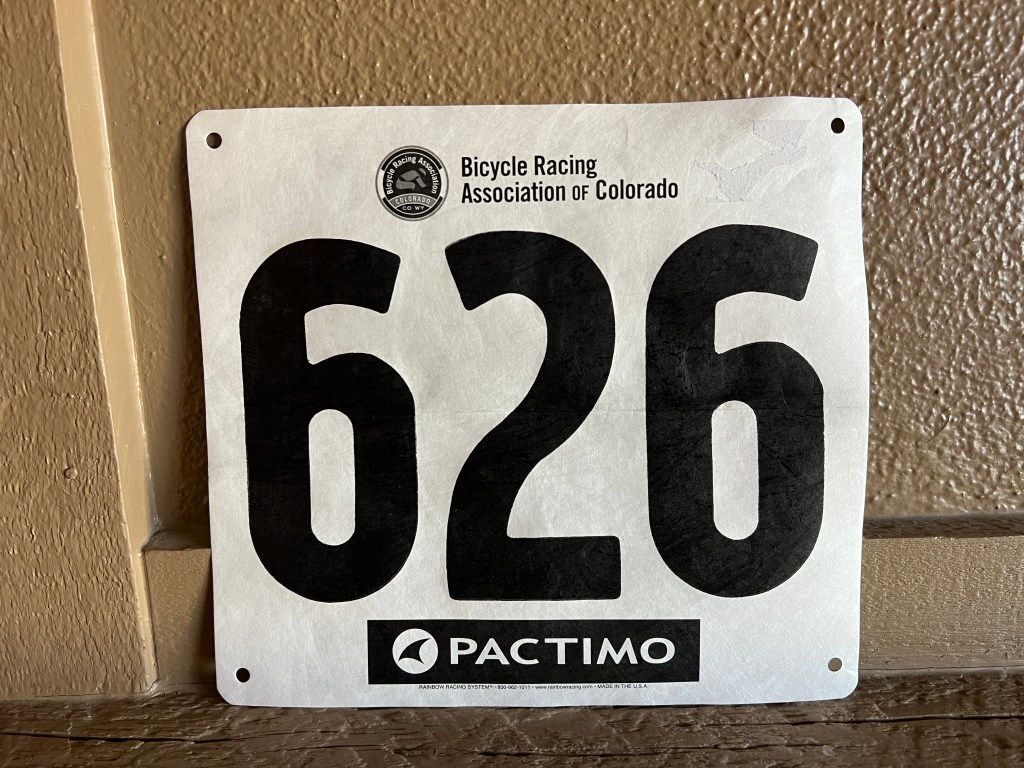 Bicycle Racing Association
COLORADO
CO WY
Bicycle Racing
Association OF Colorado
626
PACTIMO
RAINBOW RACING SYSTEM® • 800-962-1011 • www.rainbowracing.com • MADE IN THE U.S.A.